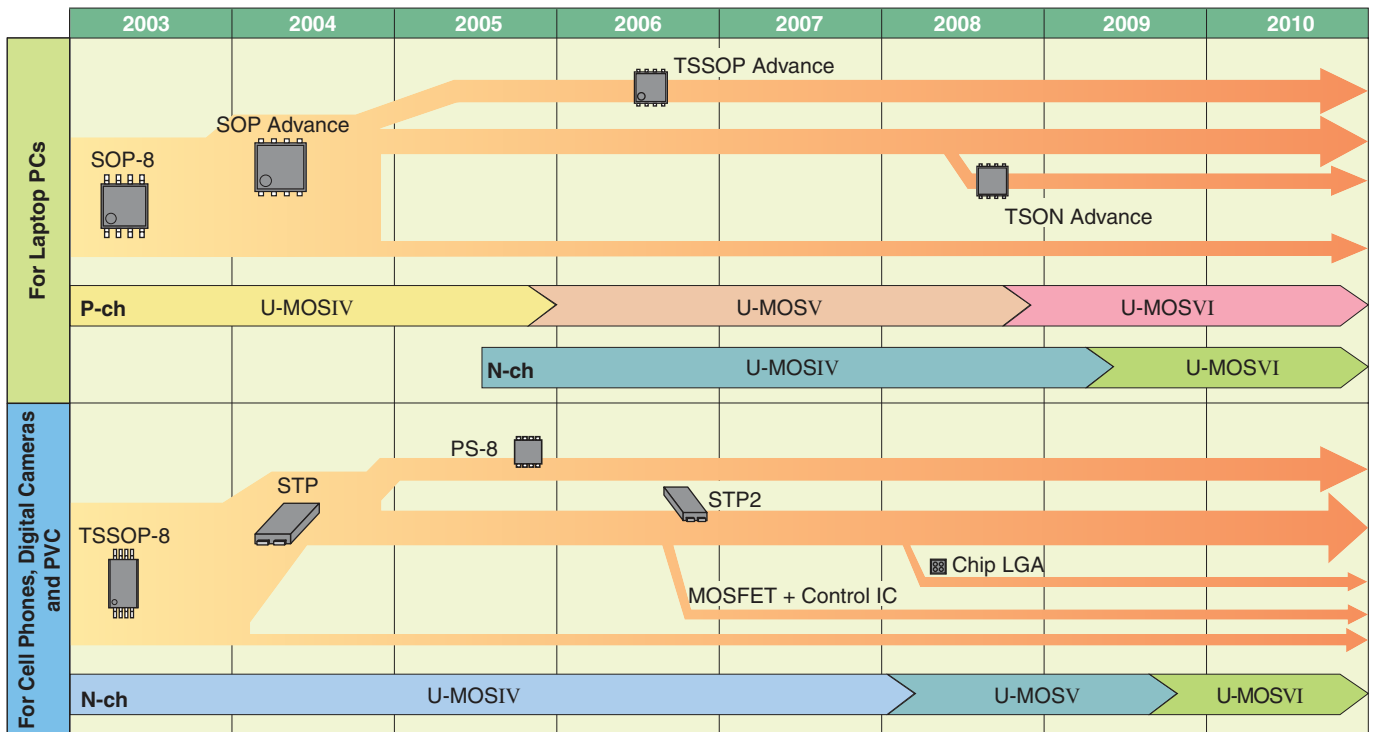 2003 2004 2005 2006 2007 2008 2009 2010
For Laptop PCs
TSSOP Advance
SOP Advance
SOP-8
TSON Advance
P-ch U-MOSIV U-MOSV U-MOSVI
N-ch U-MOSIV U-MOSVI
For Cell Phones, Digital Cameras
and PVC
PS-8
STP
STP2
TSSOP-8
Chip LGA
MOSFET + Control IC
N-ch U-MOSIV U-MOSV U-MOSVI